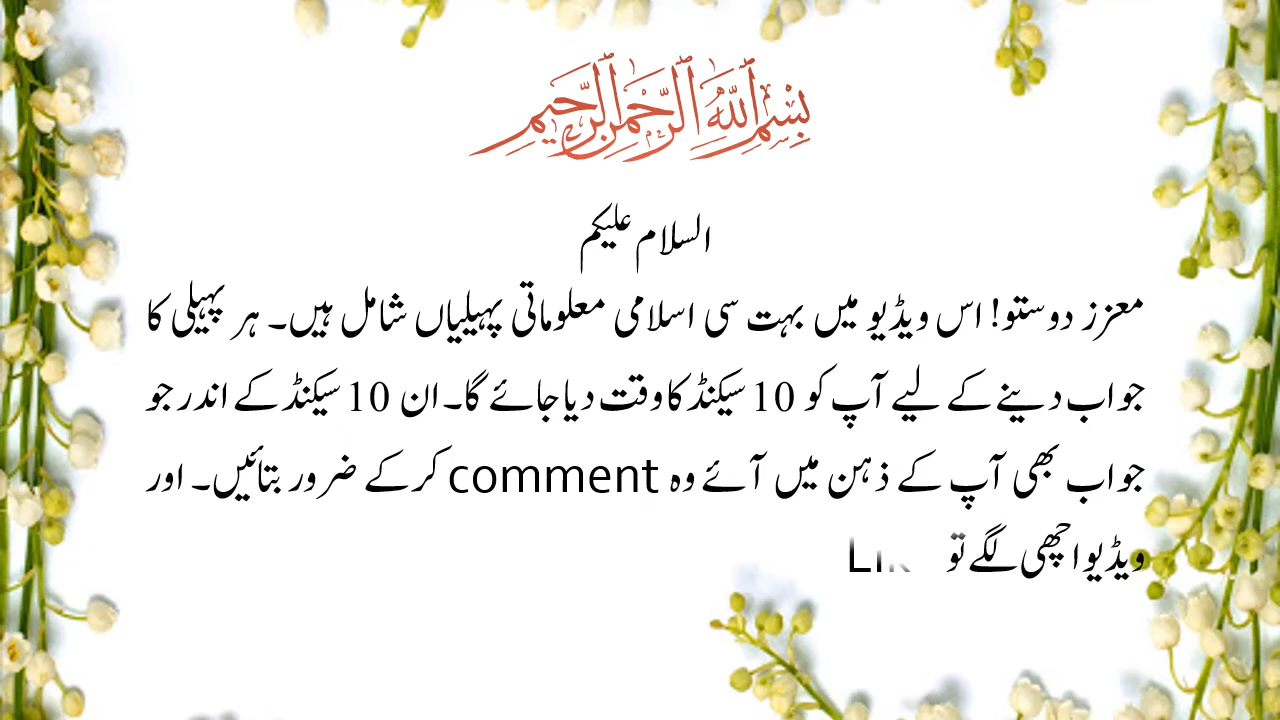 بِسْمِ اللّٰهِ الرَّحْمٰنِ الرَّحِيْمِ
السلام علیکم
معزز دوستو! اس ویڈیو میں بہت سی اسلامی معلوماتی پہیلیاں شامل ہیں۔ ہر پہیلی کا
جواب دینے کے لیے آپ کو 10 سیکنڈ کا وقت دیا جائے گا۔ ان 10 سیکنڈ کے اندر جو
جواب بھی آپ کے ذہن میں آئے وہ comment کرکے ضرور بتائیں۔ اور
ویڈیو اچھی لگے تو